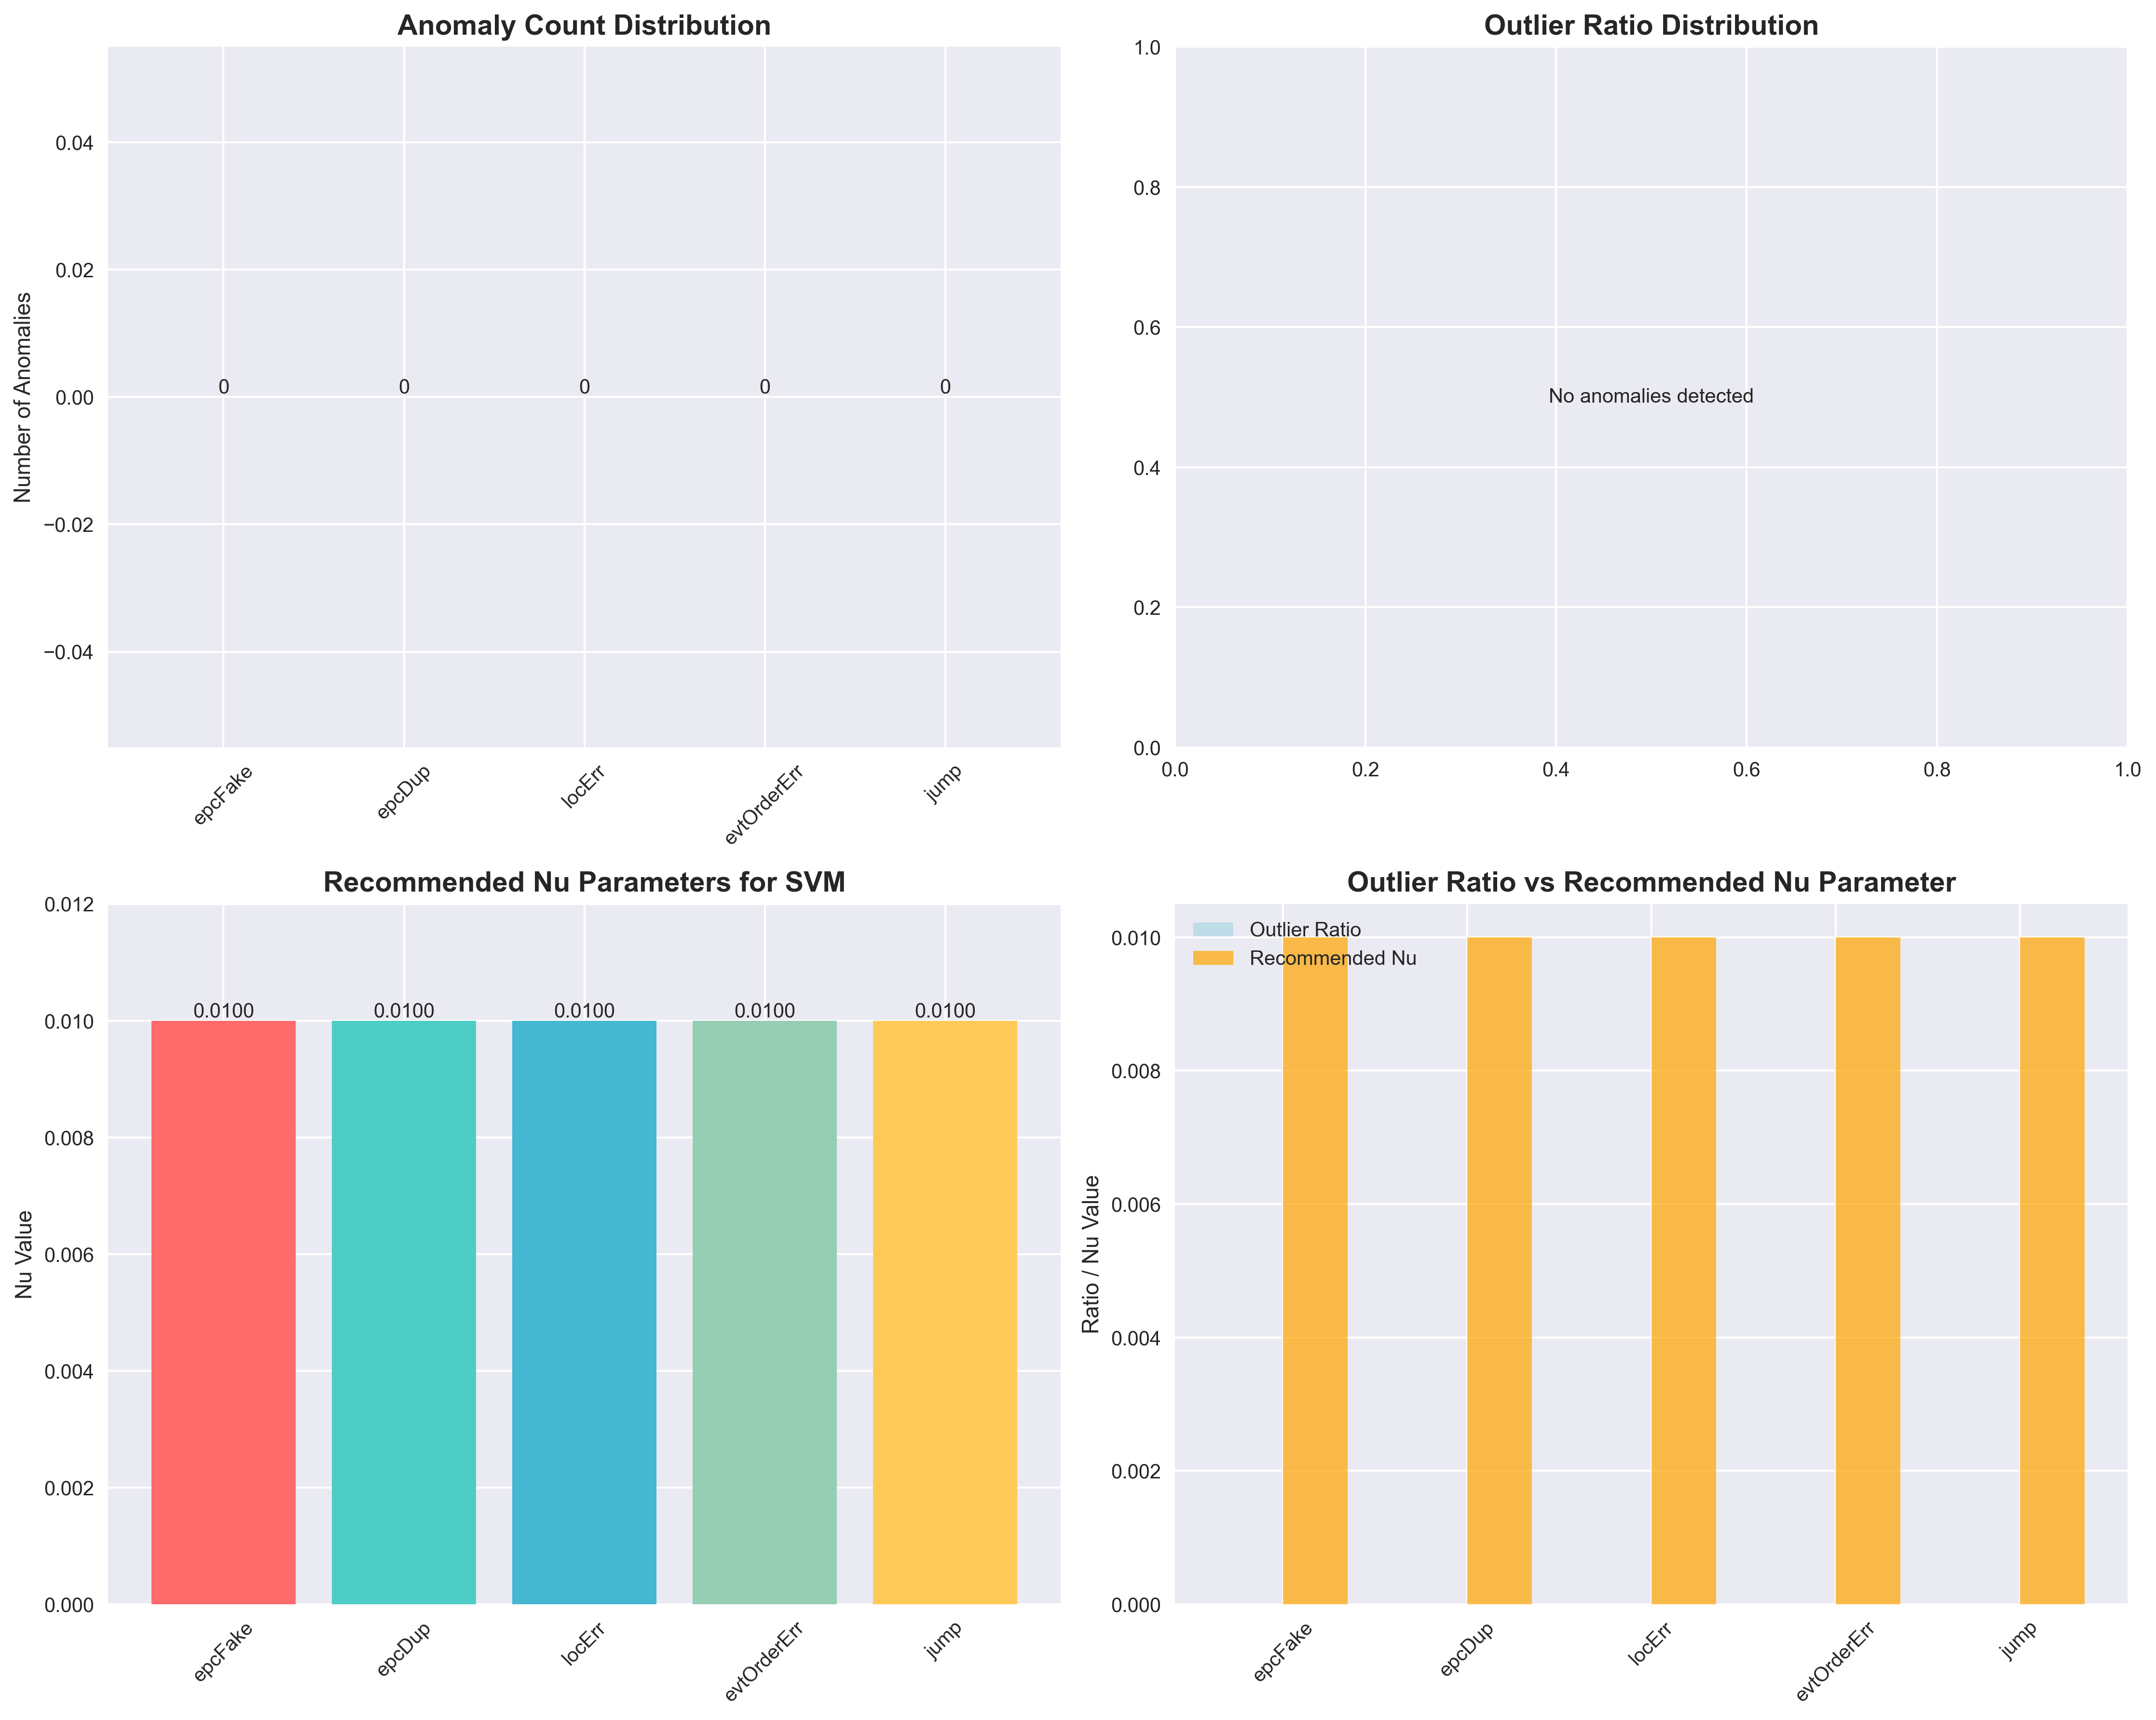 Anomaly Count Distribution
Number of Anomalies
0.04
0.02
0.00
−0.02
−0.04
0 0 0 0 0
epcFake epcDup locErr evtOrderErr jump
Outlier Ratio Distribution
1.0
0.8
0.6
0.4
0.2
0.0
No anomalies detected
0.0 0.2 0.4 0.6 0.8 1.0
Recommended Nu Parameters for SVM
Nu Value
0.012
0.010
0.008
0.006
0.004
0.002
0.000
0.0100 0.0100 0.0100 0.0100 0.0100
epcFake epcDup locErr evtOrderErr jump
Outlier Ratio vs Recommended Nu Parameter
Ratio / Nu Value
0.010
0.008
0.006
0.004
0.002
0.000
Outlier Ratio
Recommended Nu
epcFake epcDup locErr evtOrderErr jump